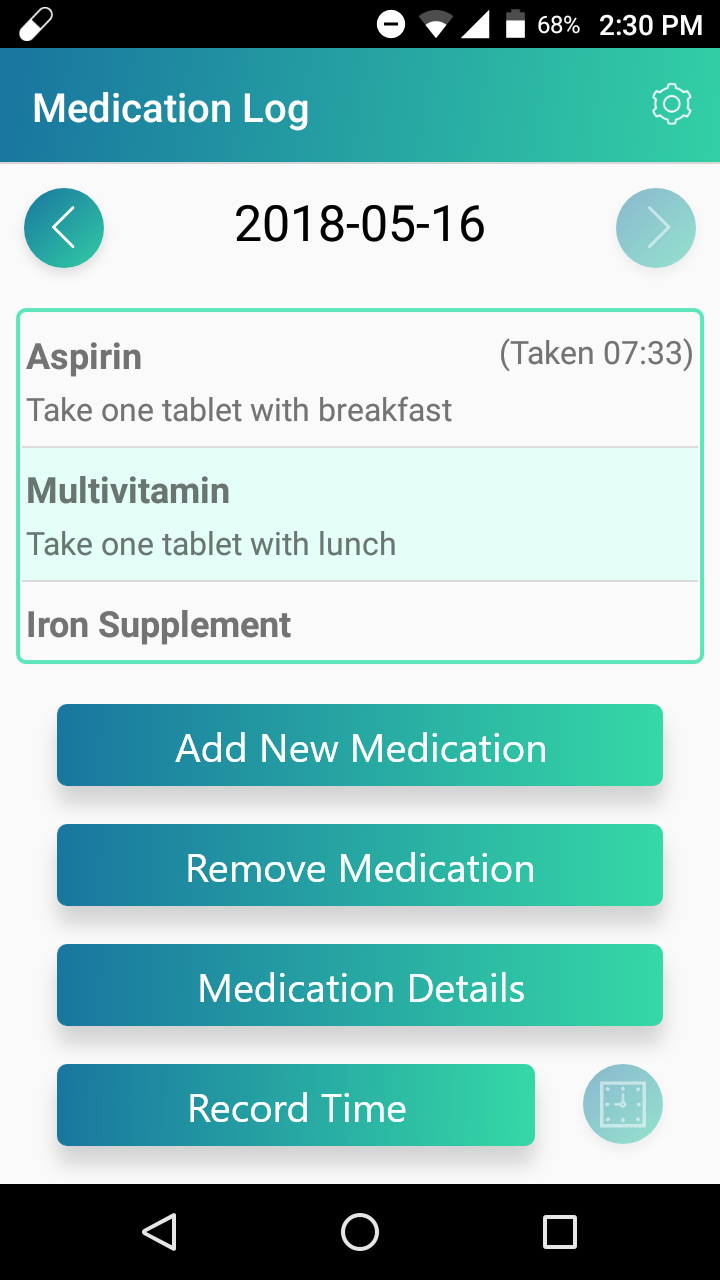 68% 2:30 PM
Medication Log
2018-05-16
Aspirin (Taken 07:33)
Take one tablet with breakfast
Multivitamin
Take one tablet with lunch
Iron Supplement
Add New Medication
Remove Medication
Medication Details
Record Time